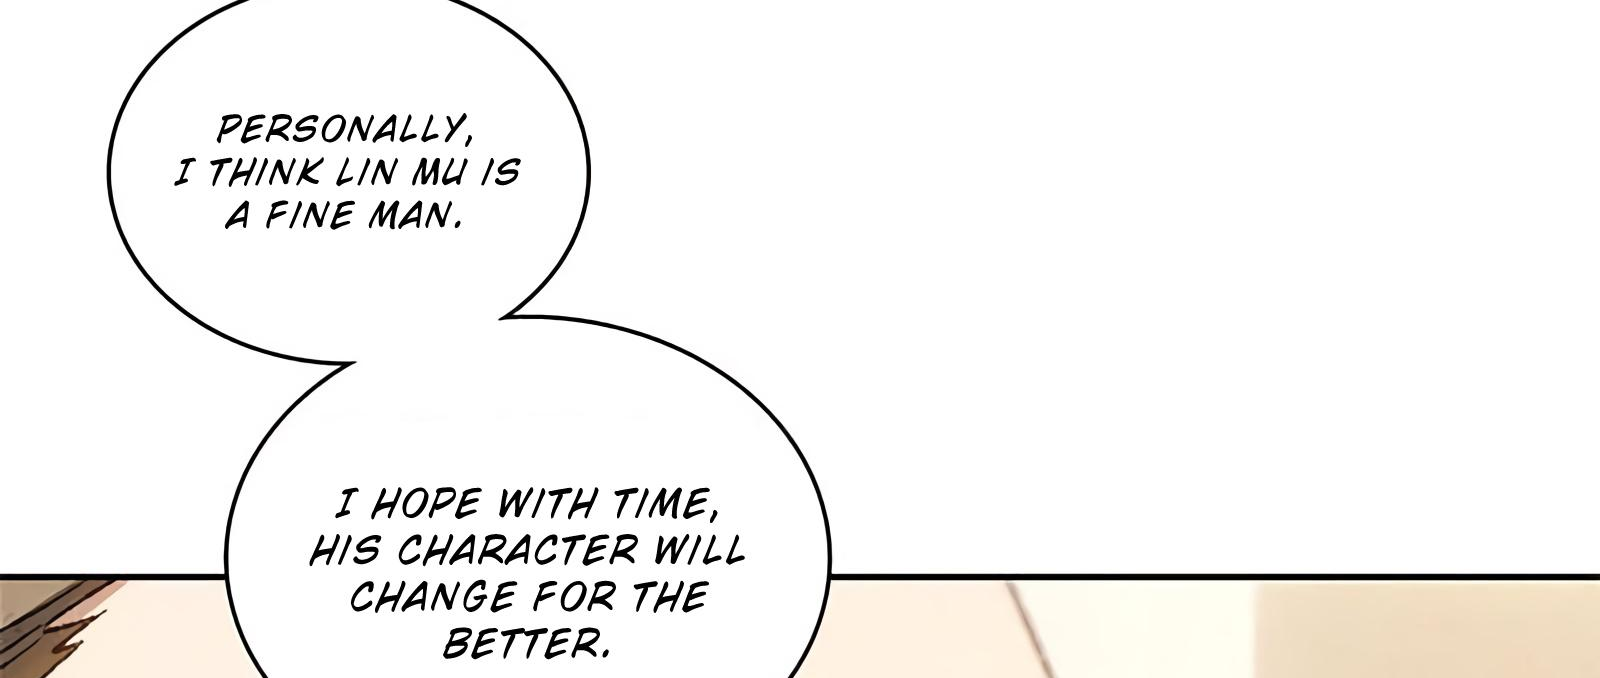 PERSONALLY,
I THINK LIN MU IS
A FINE MAN.
I HOPE WITH TIME,
HIS CHARACTER WILL
CHANGE FOR THE
BETTER.